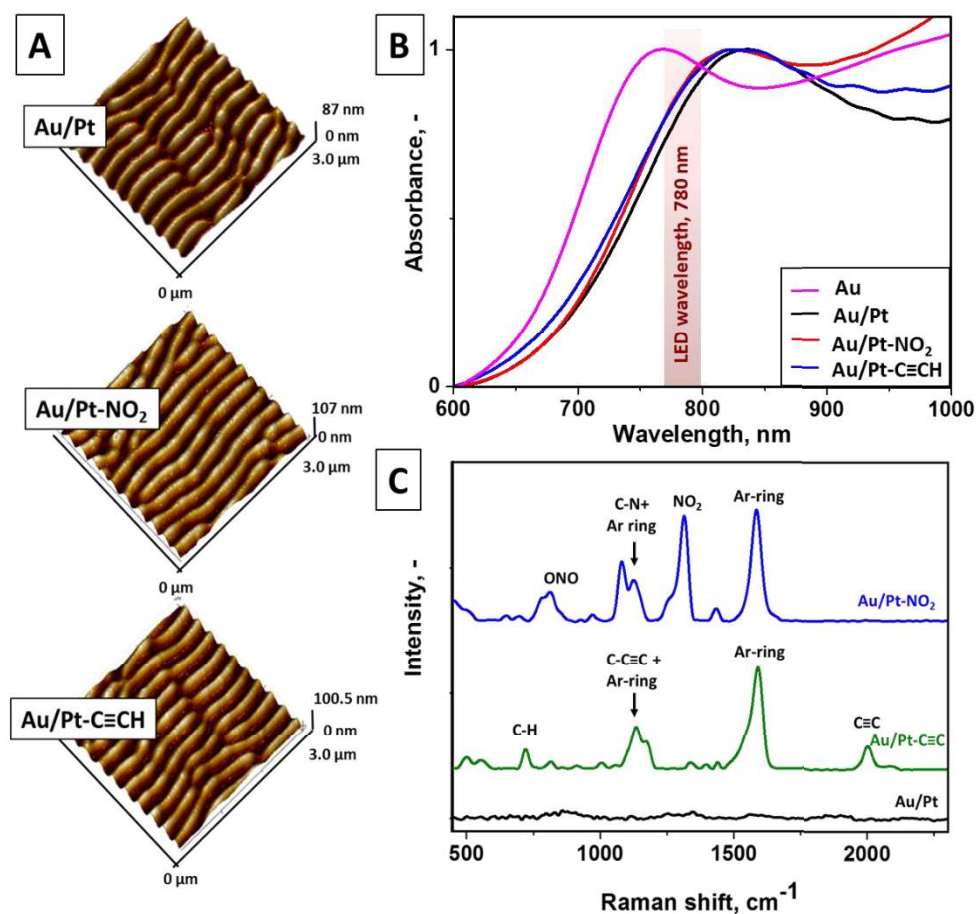 A
Au/Pt
87 nm
0 nm
3.0 µm
0 µm
Au/Pt-NO₂
107 nm
0 nm
3.0 µm
0 µm
Au/Pt-C≡CH
100.5 nm
0 nm
3.0 µm
0 µm
B
Absorbance, -
1
0
LED wavelength, 780 nm
Au
Au/Pt
Au/Pt-NO₂
Au/Pt-C≡CH
600 700 800 900 1000
Wavelength, nm
C
Intensity, -
ONO
C-N+
Ar ring
NO₂
Ar-ring
Au/Pt-NO₂
C-H
C-C≡C +
Ar-ring
Ar-ring
C≡C
Au/Pt-C≡C
Au/Pt
500 1000 1500 2000
Raman shift, cm⁻¹